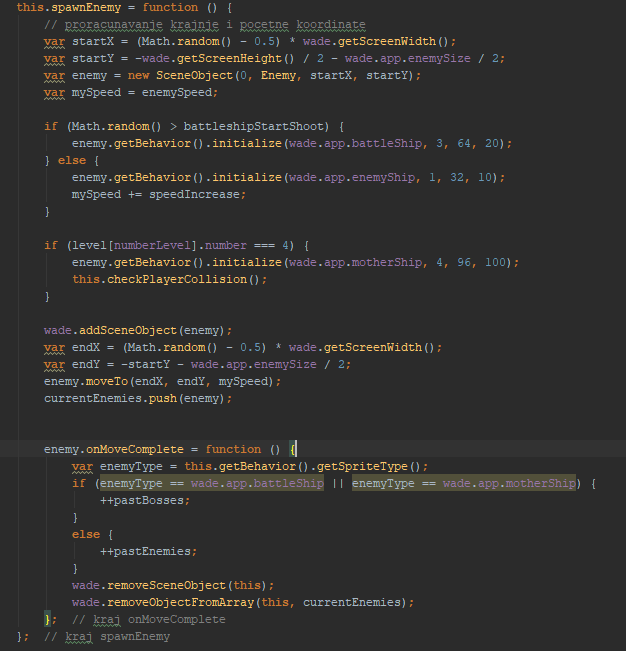 this.spawnEnemy = function () {
// proracunavanje krajnje i pocetne koordinate
var startX = (Math.random() - 0.5) * wade.getScreenWidth();
var startY = -wade.getScreenHeight() / 2 - wade.app.enemySize / 2;
var enemy = new SceneObject(0, Enemy, startX, startY);
var mySpeed = enemySpeed;
if (Math.random() > battleshipStartShoot) {
enemy.getBehavior().initialize(wade.app.battleShip, 3, 64, 20);
} else {
enemy.getBehavior().initialize(wade.app.enemyShip, 1, 32, 10);
mySpeed += speedIncrease;
}
if (level[numberLevel].number === 4) {
enemy.getBehavior().initialize(wade.app.motherShip, 4, 96, 100);
this.checkPlayerCollision();
}
wade.addSceneObject(enemy);
var endX = (Math.random() - 0.5) * wade.getScreenWidth();
var endY = -startY - wade.app.enemySize / 2;
enemy.moveTo(endX, endY, mySpeed);
currentEnemies.push(enemy);
enemy.onMoveComplete = function () {
var enemyType = this.getBehavior().getSpriteType();
if (enemyType == wade.app.battleShip || enemyType == wade.app.motherShip) {
++pastBosses;
}
else {
++pastEnemies;
}
wade.removeSceneObject(this);
wade.removeObjectFromArray(this, currentEnemies);
}; // kraj onMoveComplete
}; // kraj spawnEnemy